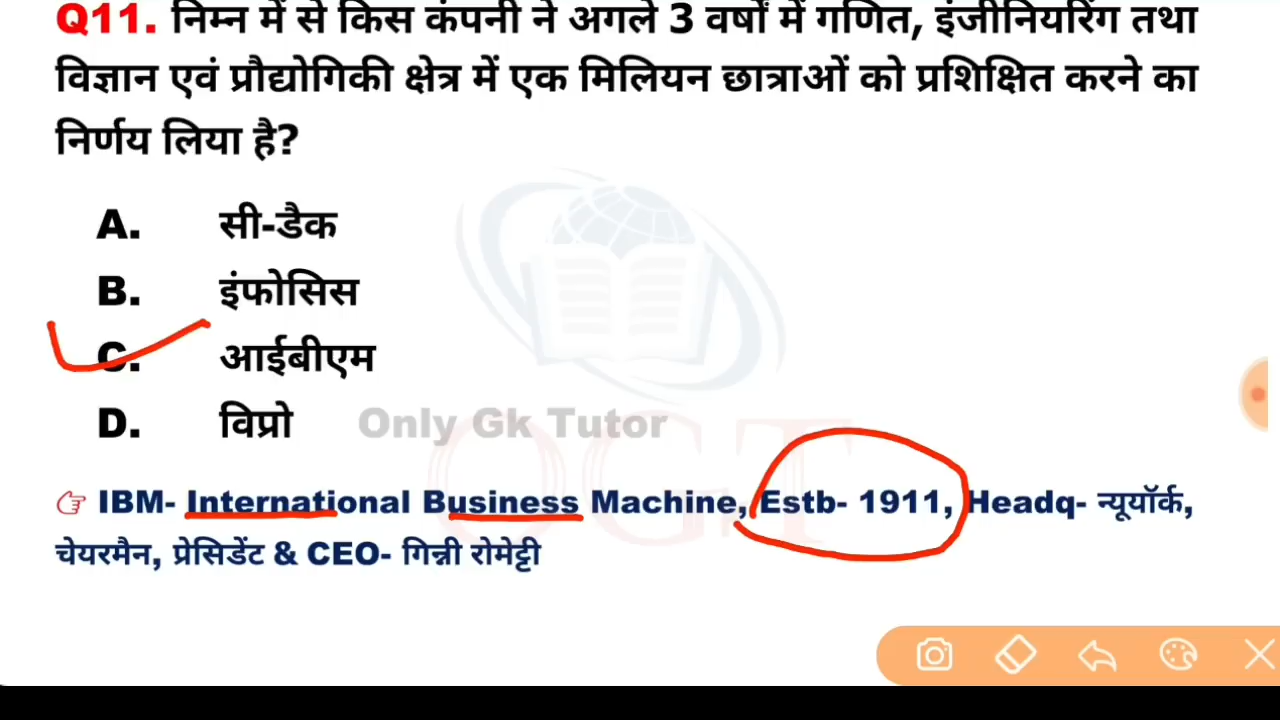 Q11. निम्न में से किस कंपनी ने अगले 3 वर्षों में गणित, इंजीनियरिंग तथा
विज्ञान एवं प्रौद्योगिकी क्षेत्र में एक मिलियन छात्राओं को प्रशिक्षित करने का
निर्णय लिया है?
A. सी-डैक
B. इंफोसिस
C. आईबीएम
D. विप्रो
Only Gk Tutor
OGT
IBM- International Business Machine, Estb- 1911, Headq- न्यूयॉर्क,
चेयरमैन, प्रेसिडेंट & CEO- गिन्नी रोमेट्टी